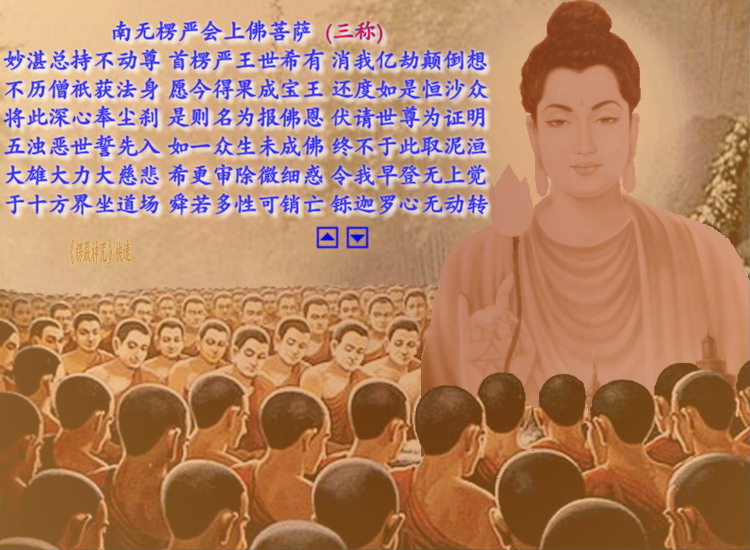 南无楞严会上佛菩萨 (三称)
妙湛总持不动尊 首楞严王世希有 消我亿劫颠倒想
不历僧祇获法身 愿今得果成宝王 还度如是恒沙众
将此深心奉尘刹 是则名为报佛恩 伏请世尊为证明
五浊恶世誓先入 如一众生未成佛 终不于此取泥洹
大雄大力大慈悲 希更审除微细惑 令我早登无上觉
于十方界坐道场 舜若多性可销亡 铄迦罗心无动转
《楞嚴神咒》快速